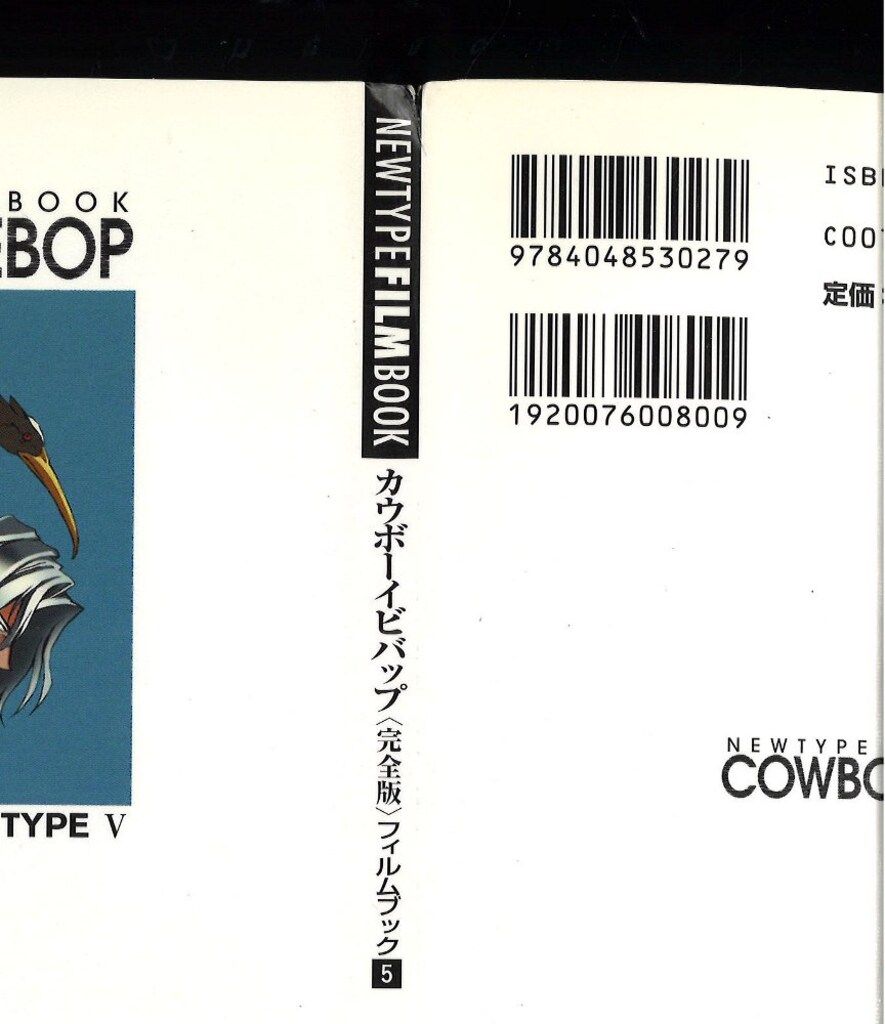 BOOK
EBOP
TYPE V
NEWTYPE FILM BOOK
カウボーイビバップ〈完全版〉フィルムブック 5
9784048530279
1920076008009
ISB
C00
定価
NEWTYPE
COWBO